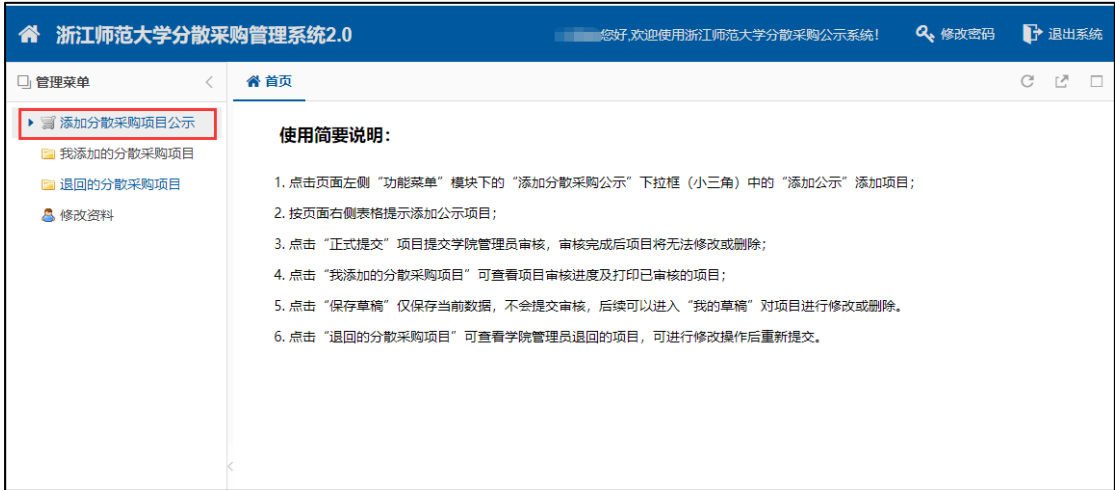 浙江师范大学分散采购管理系统2.0
您好,欢迎使用浙江师范大学分散采购公示系统!
修改密码
退出系统
管理菜单
首页
添加分散采购项目公示
我添加的分散采购项目
退回的分散采购项目
修改资料
使用简要说明：
1. 点击页面左侧“功能菜单”模块下的“添加分散采购公示”下拉框（小三角）中的“添加公示”添加项目；
2. 按页面右侧表格提示添加公示项目；
3. 点击“正式提交”项目提交学院管理员审核，审核完成后项目将无法修改或删除；
4. 点击“我添加的分散采购项目”可查看项目审核进度及打印已审核的项目；
5. 点击“保存草稿”仅保存当前数据，不会提交审核，后续可以进入“我的草稿”对项目进行修改或删除。
6. 点击“退回的分散采购项目”可查看学院管理员退回的项目，可进行修改操作后重新提交。